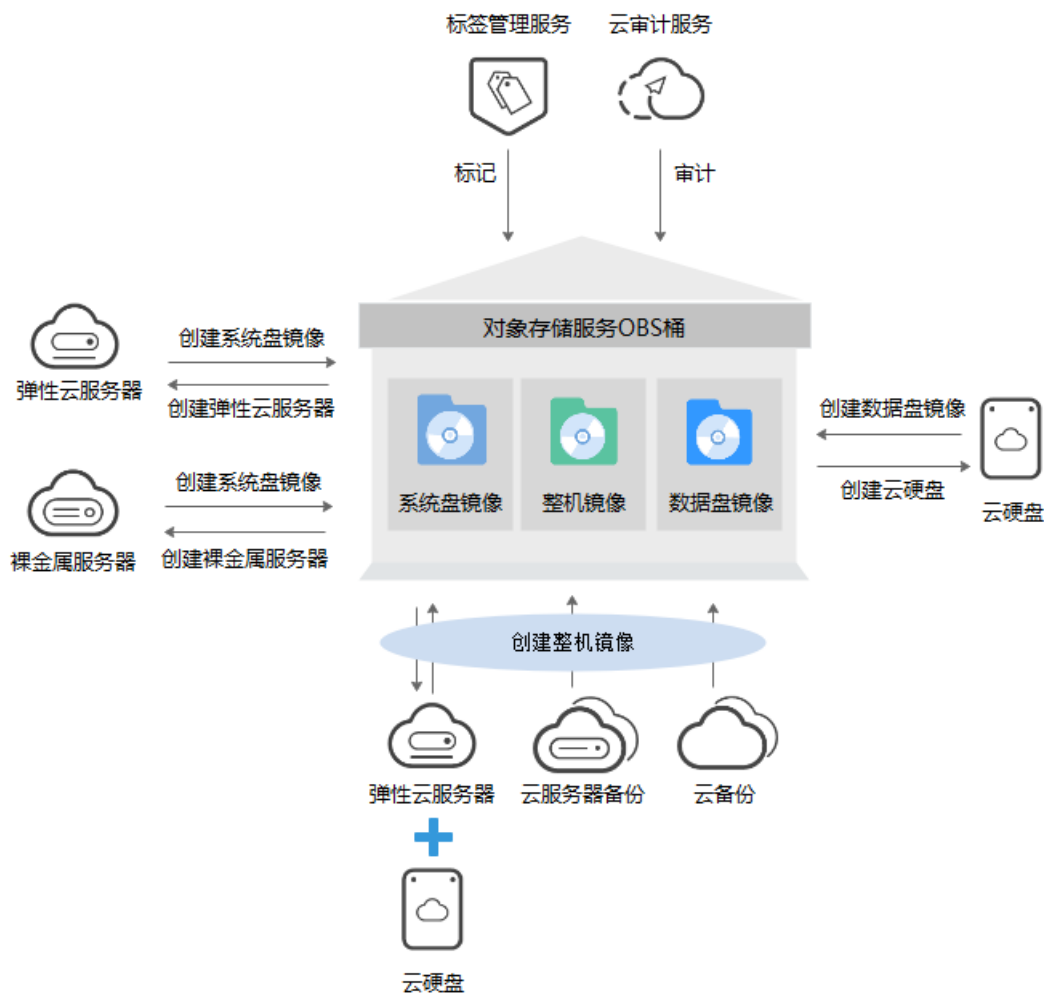 标签管理服务
云审计服务
标记
审计
对象存储服务OBS桶
创建系统盘镜像
弹性云服务器
创建弹性云服务器
系统盘镜像
整机镜像
数据盘镜像
创建数据盘镜像
创建云硬盘
云硬盘
创建系统盘镜像
裸金属服务器
创建裸金属服务器
创建整机镜像
弹性云服务器
云服务器备份
云备份
云硬盘